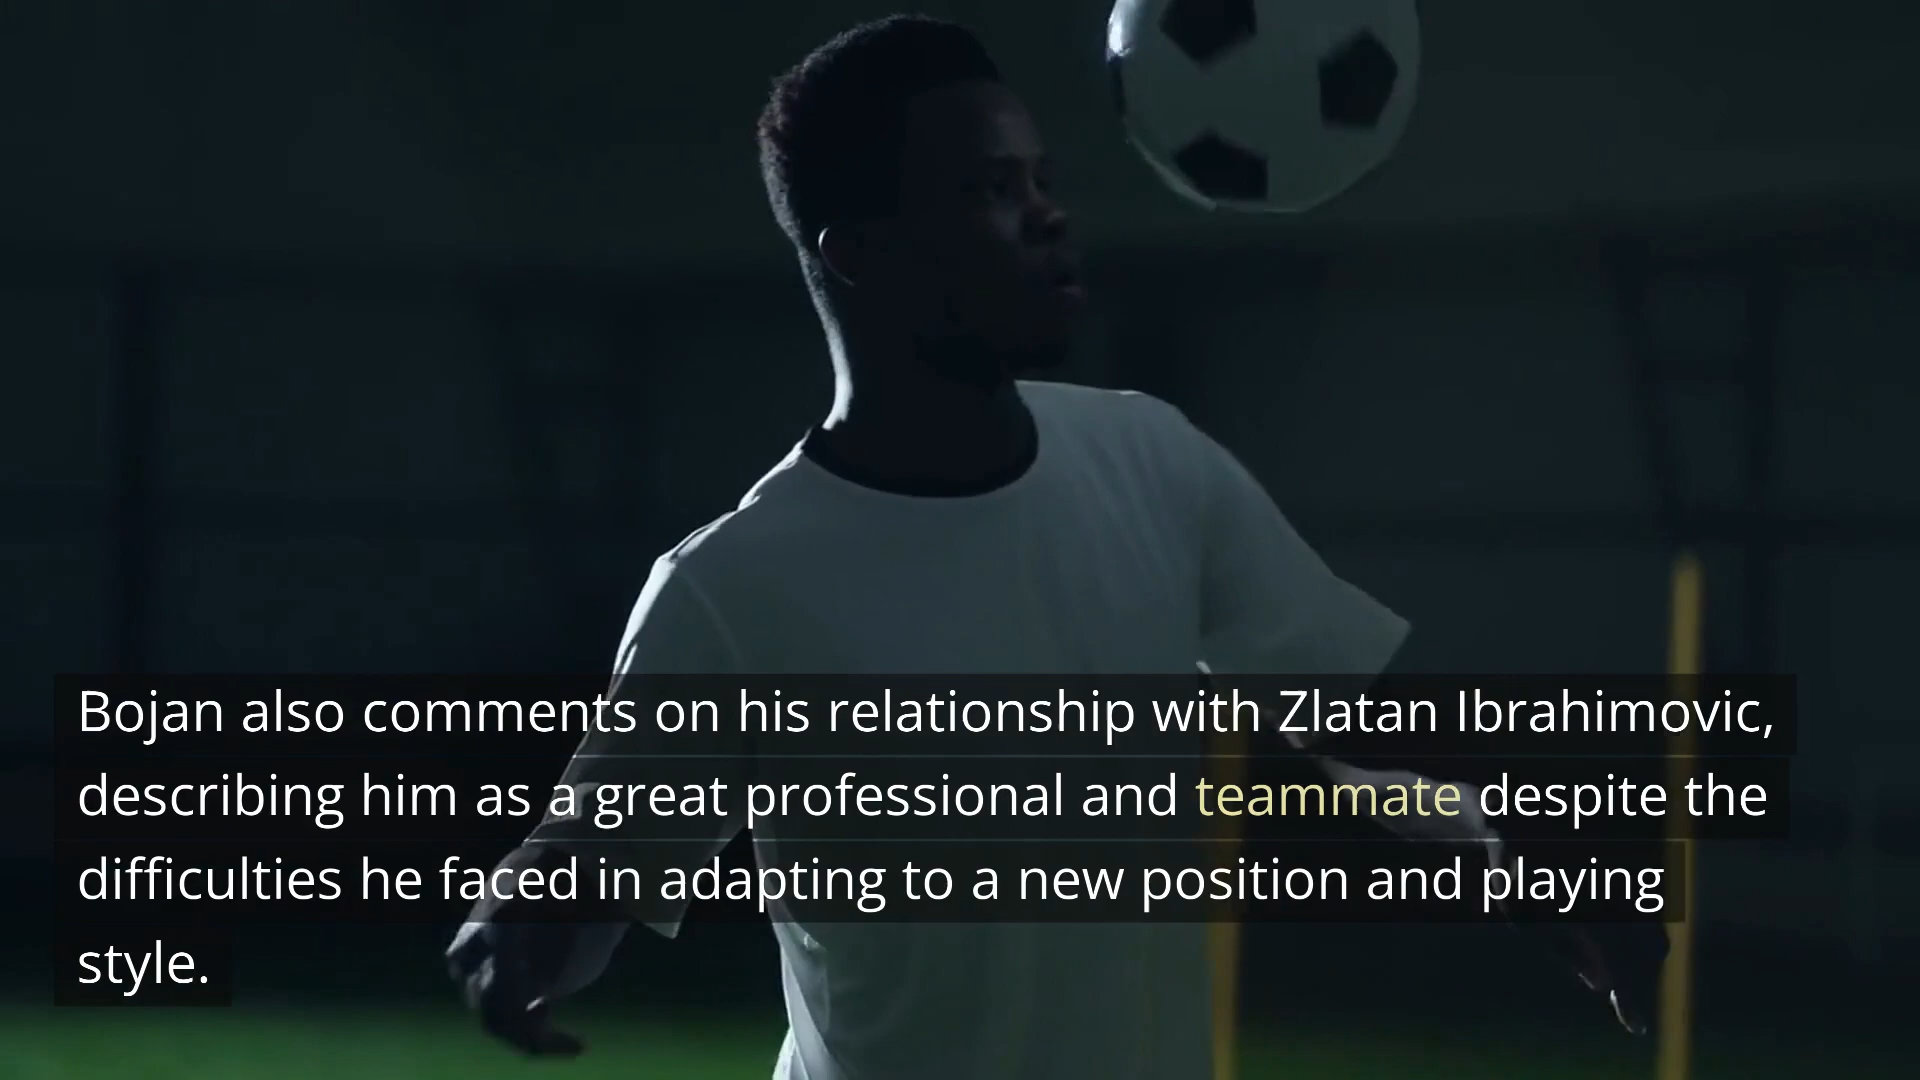 Bojan also comments on his relationship with Zlatan Ibrahimovic,
describing him as a great professional and teammate despite the
difficulties he faced in adapting to a new position and playing
style.